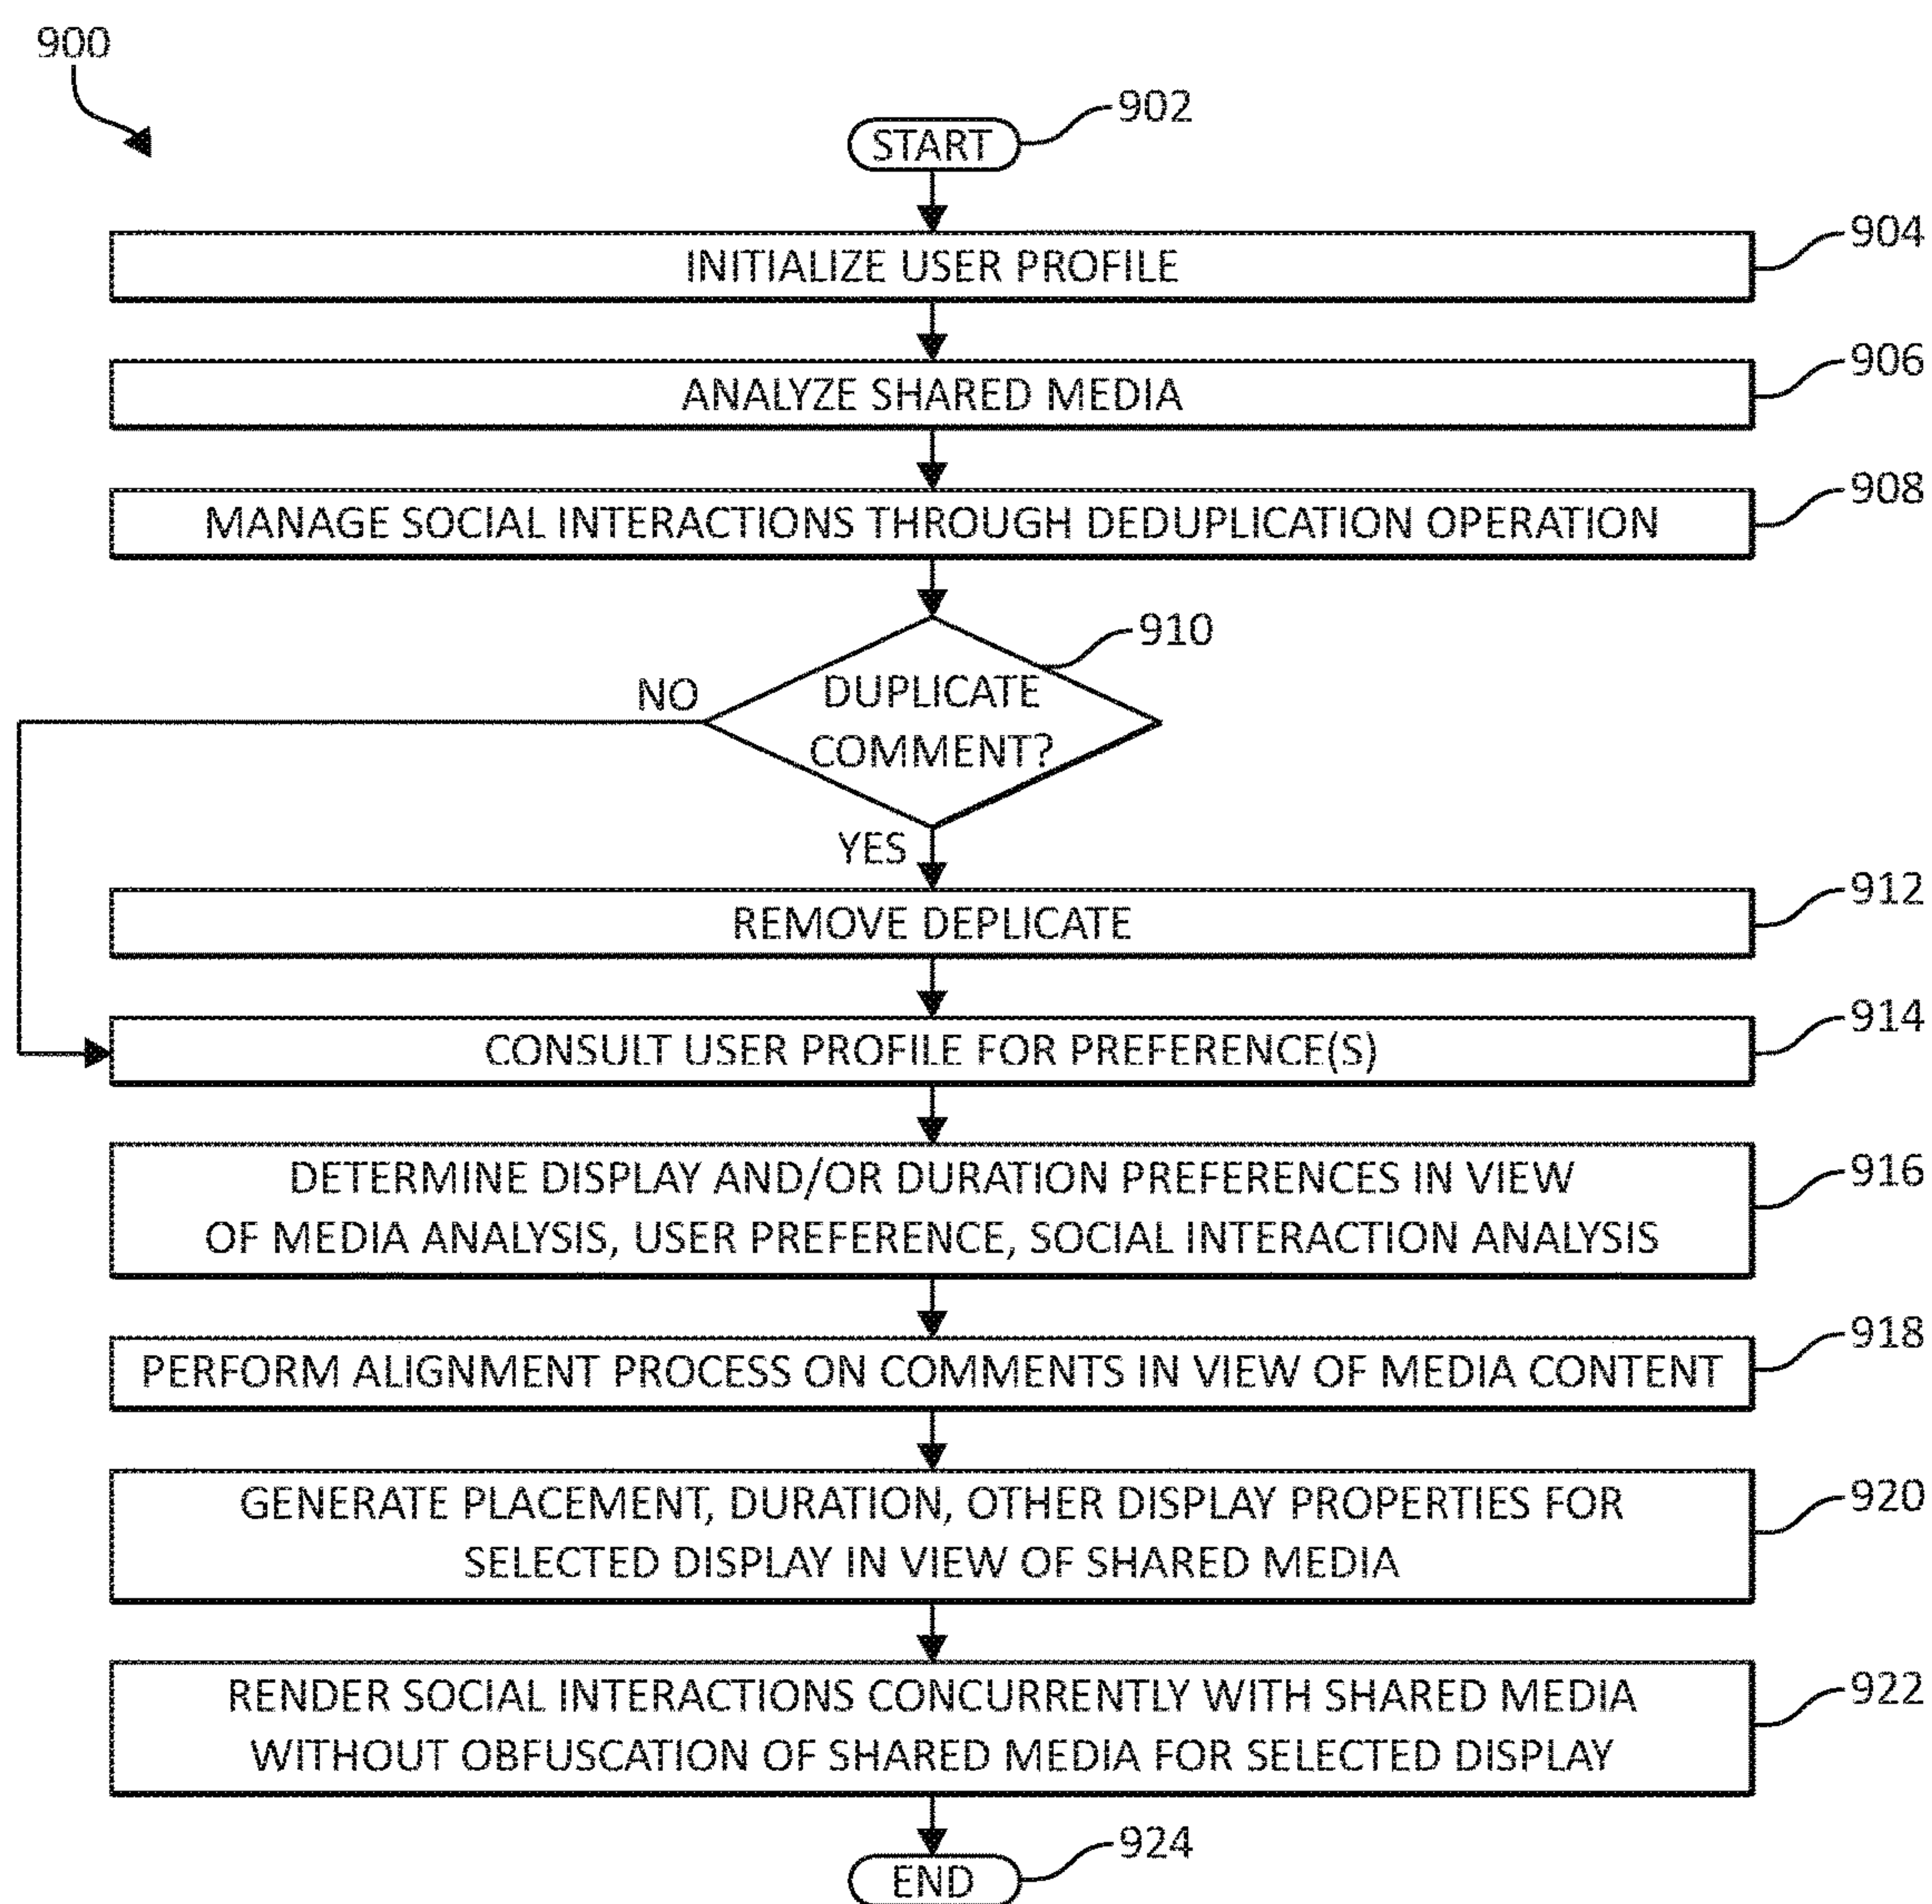 900
902
START
904
INITIALIZE USER PROFILE
906
ANALYZE SHARED MEDIA
908
MANAGE SOCIAL INTERACTIONS THROUGH DEDUPLICATION OPERATION
910
NO
DUPLICATE
COMMENT?
YES
912
REMOVE DEPLICATE
914
CONSULT USER PROFILE FOR PREFERENCE(S)
916
DETERMINE DISPLAY AND/OR DURATION PREFERENCES IN VIEW
OF MEDIA ANALYSIS, USER PREFERENCE, SOCIAL INTERACTION ANALYSIS
918
PERFORM ALIGNMENT PROCESS ON COMMENTS IN VIEW OF MEDIA CONTENT
920
GENERATE PLACEMENT, DURATION, OTHER DISPLAY PROPERTIES FOR
SELECTED DISPLAY IN VIEW OF SHARED MEDIA
922
RENDER SOCIAL INTERACTIONS CONCURRENTLY WITH SHARED MEDIA
WITHOUT OBFUSCATION OF SHARED MEDIA FOR SELECTED DISPLAY
924
END